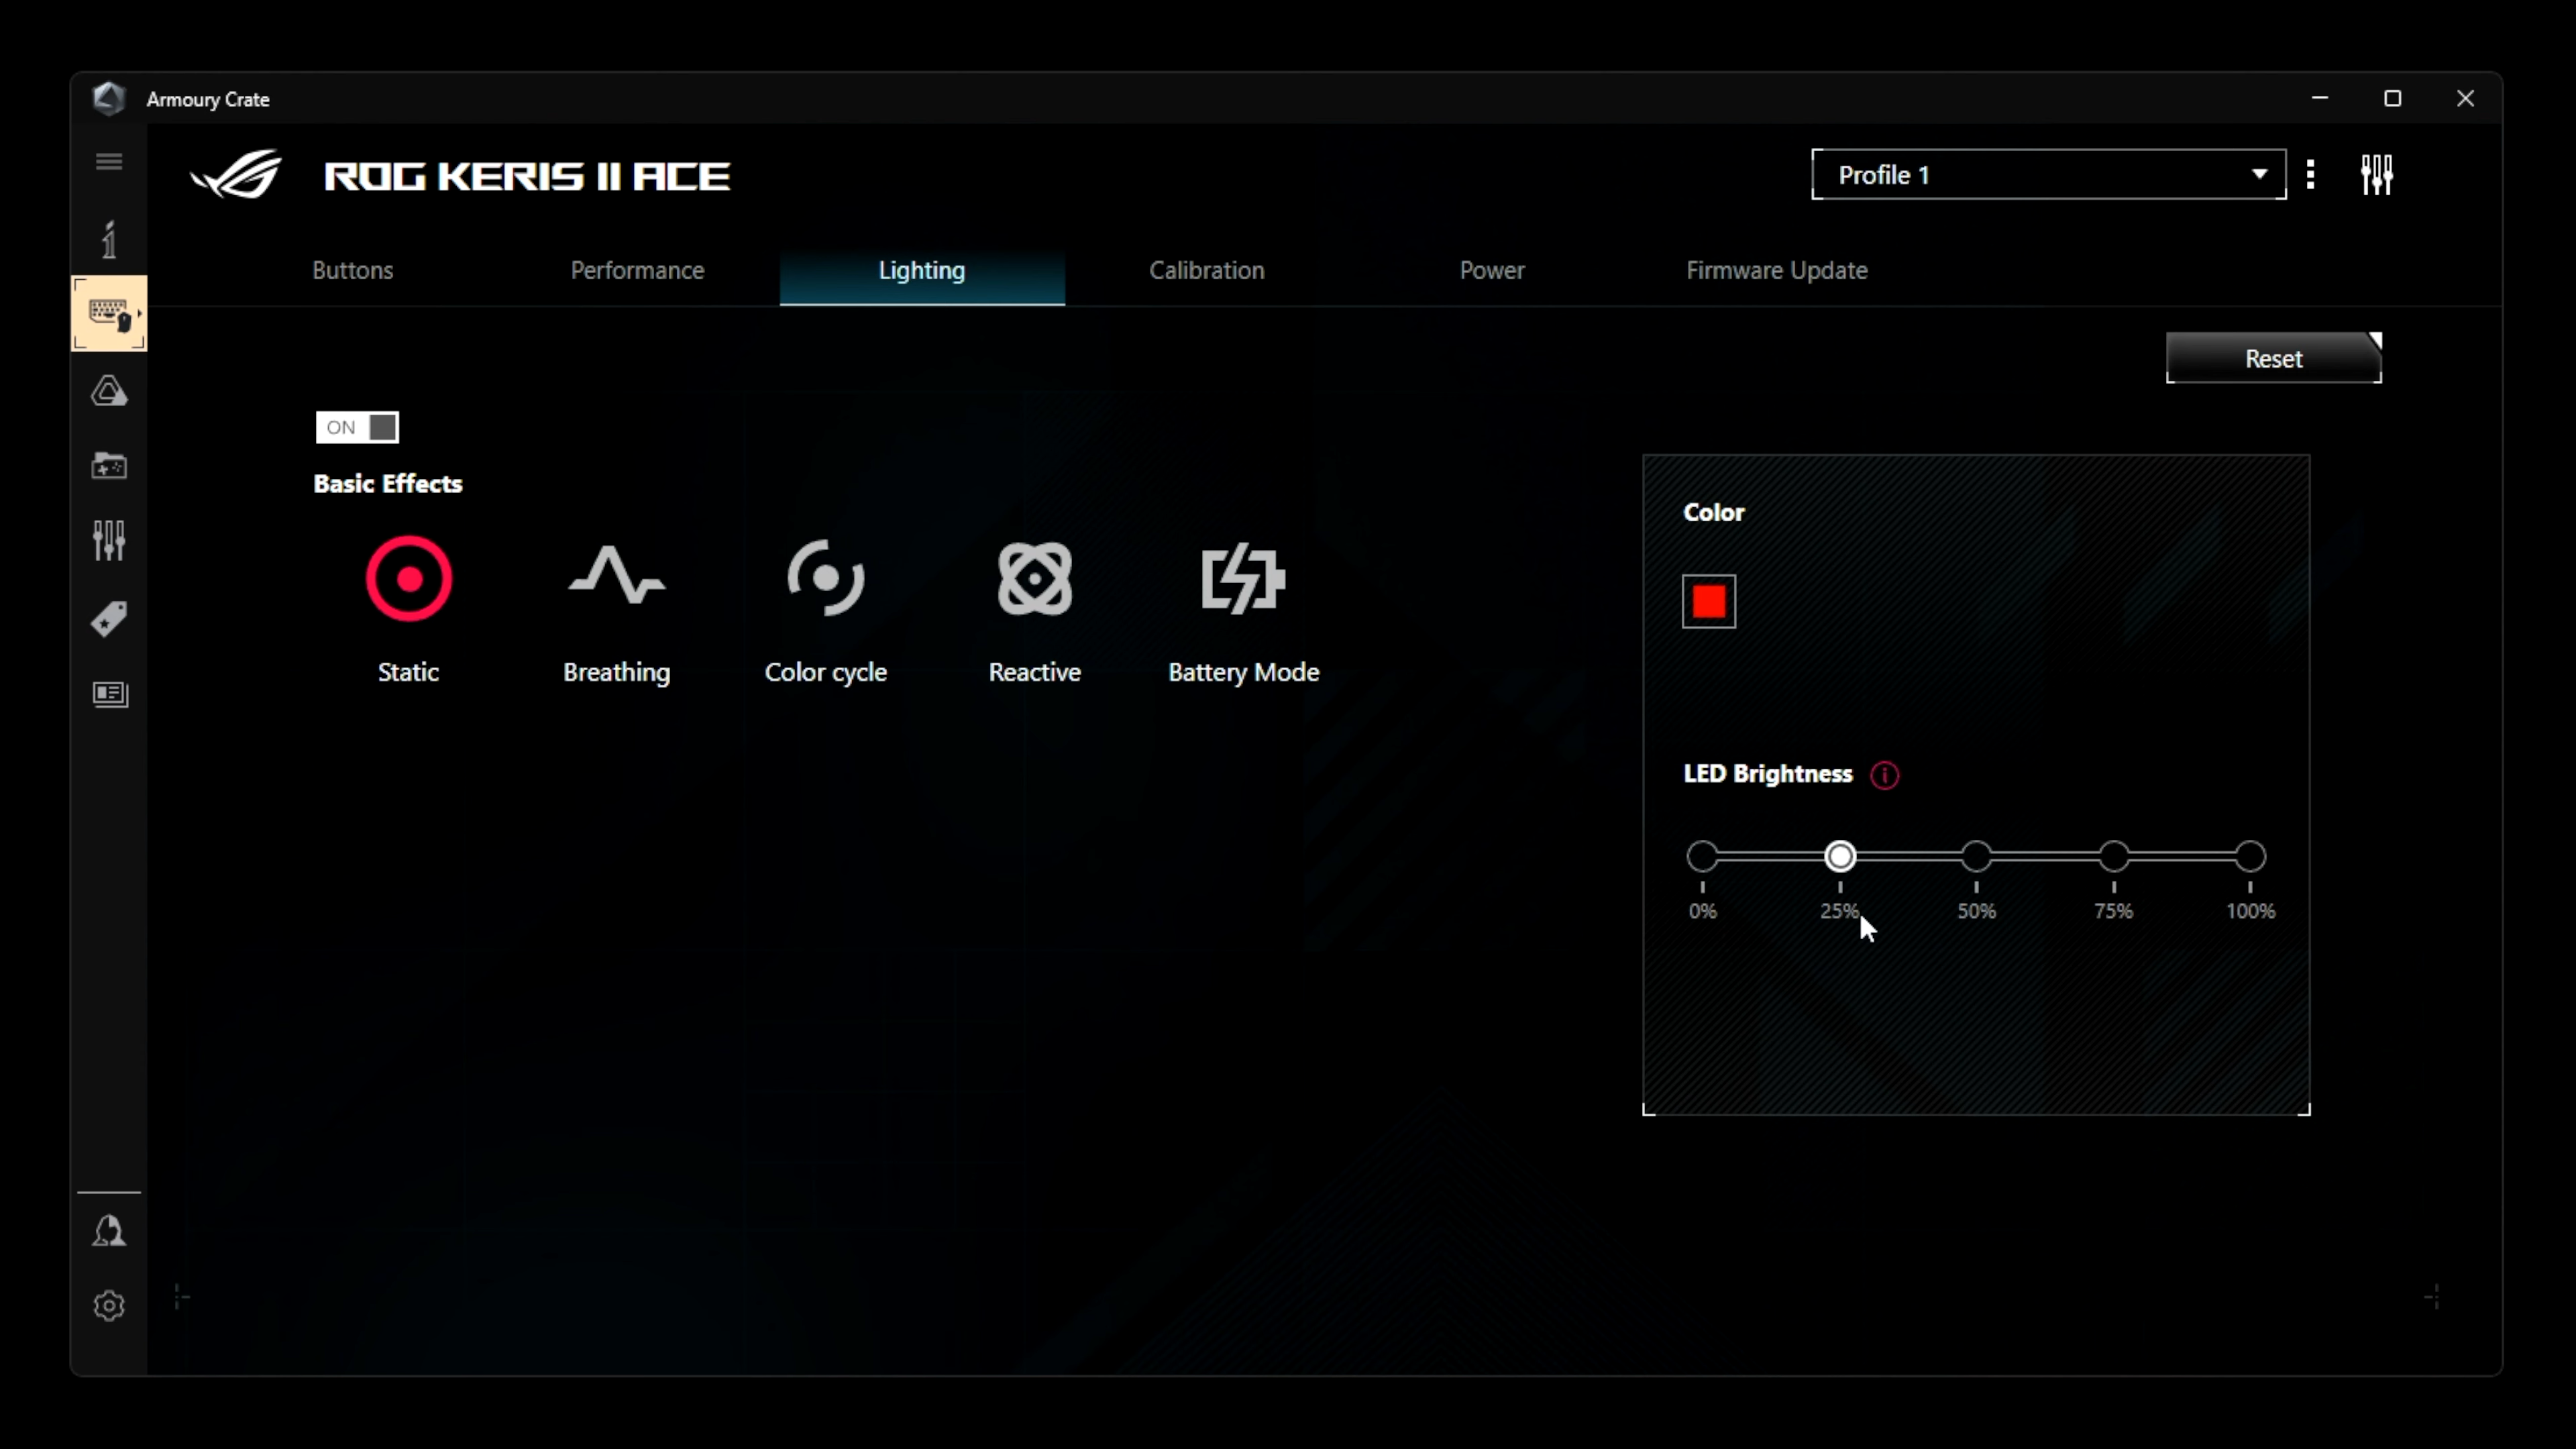 Armoury Crate
ROG KERIS II ACE
Profile 1
Buttons Performance Lighting Calibration Power Firmware Update
Reset
ON
Basic Effects
Static Breathing Color cycle Reactive Battery Mode
Color
LED Brightness
0% 25% 50% 75% 100%